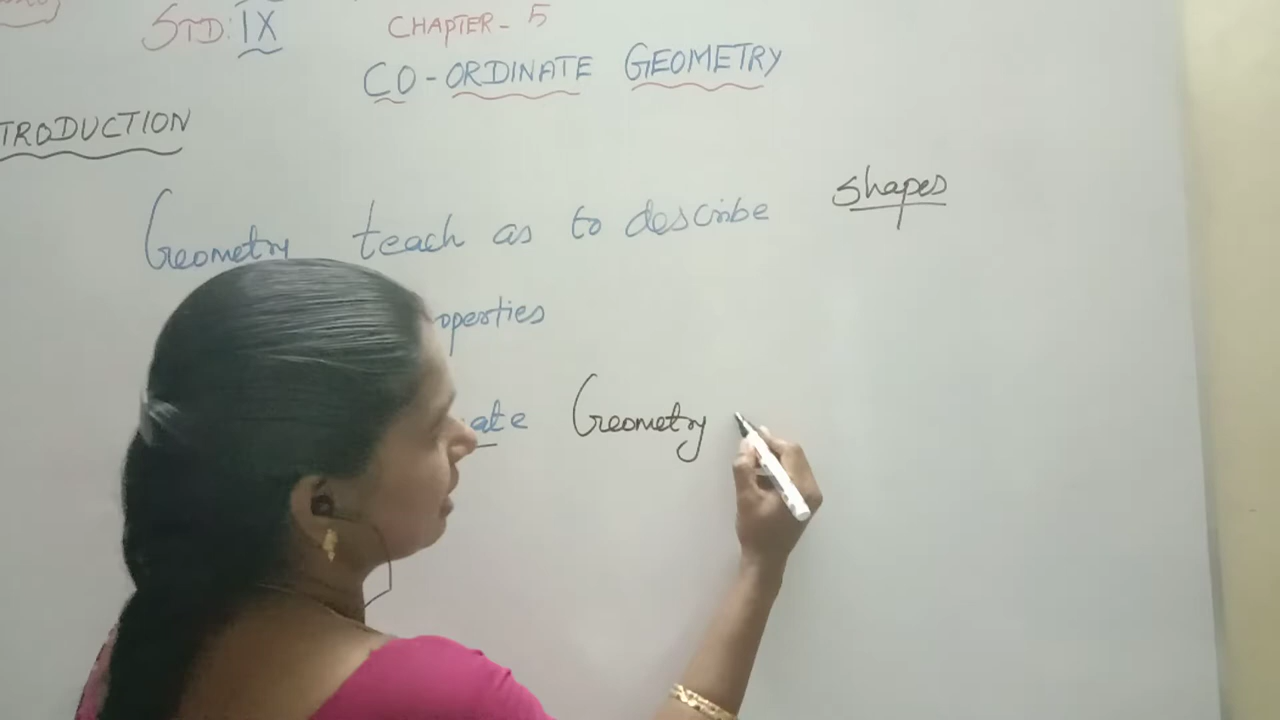 STD: IX CHAPTER - 5
CO-ORDINATE GEOMETRY
TRODUCTION
Geometry teach as to describe shapes
operties
ate Geometry